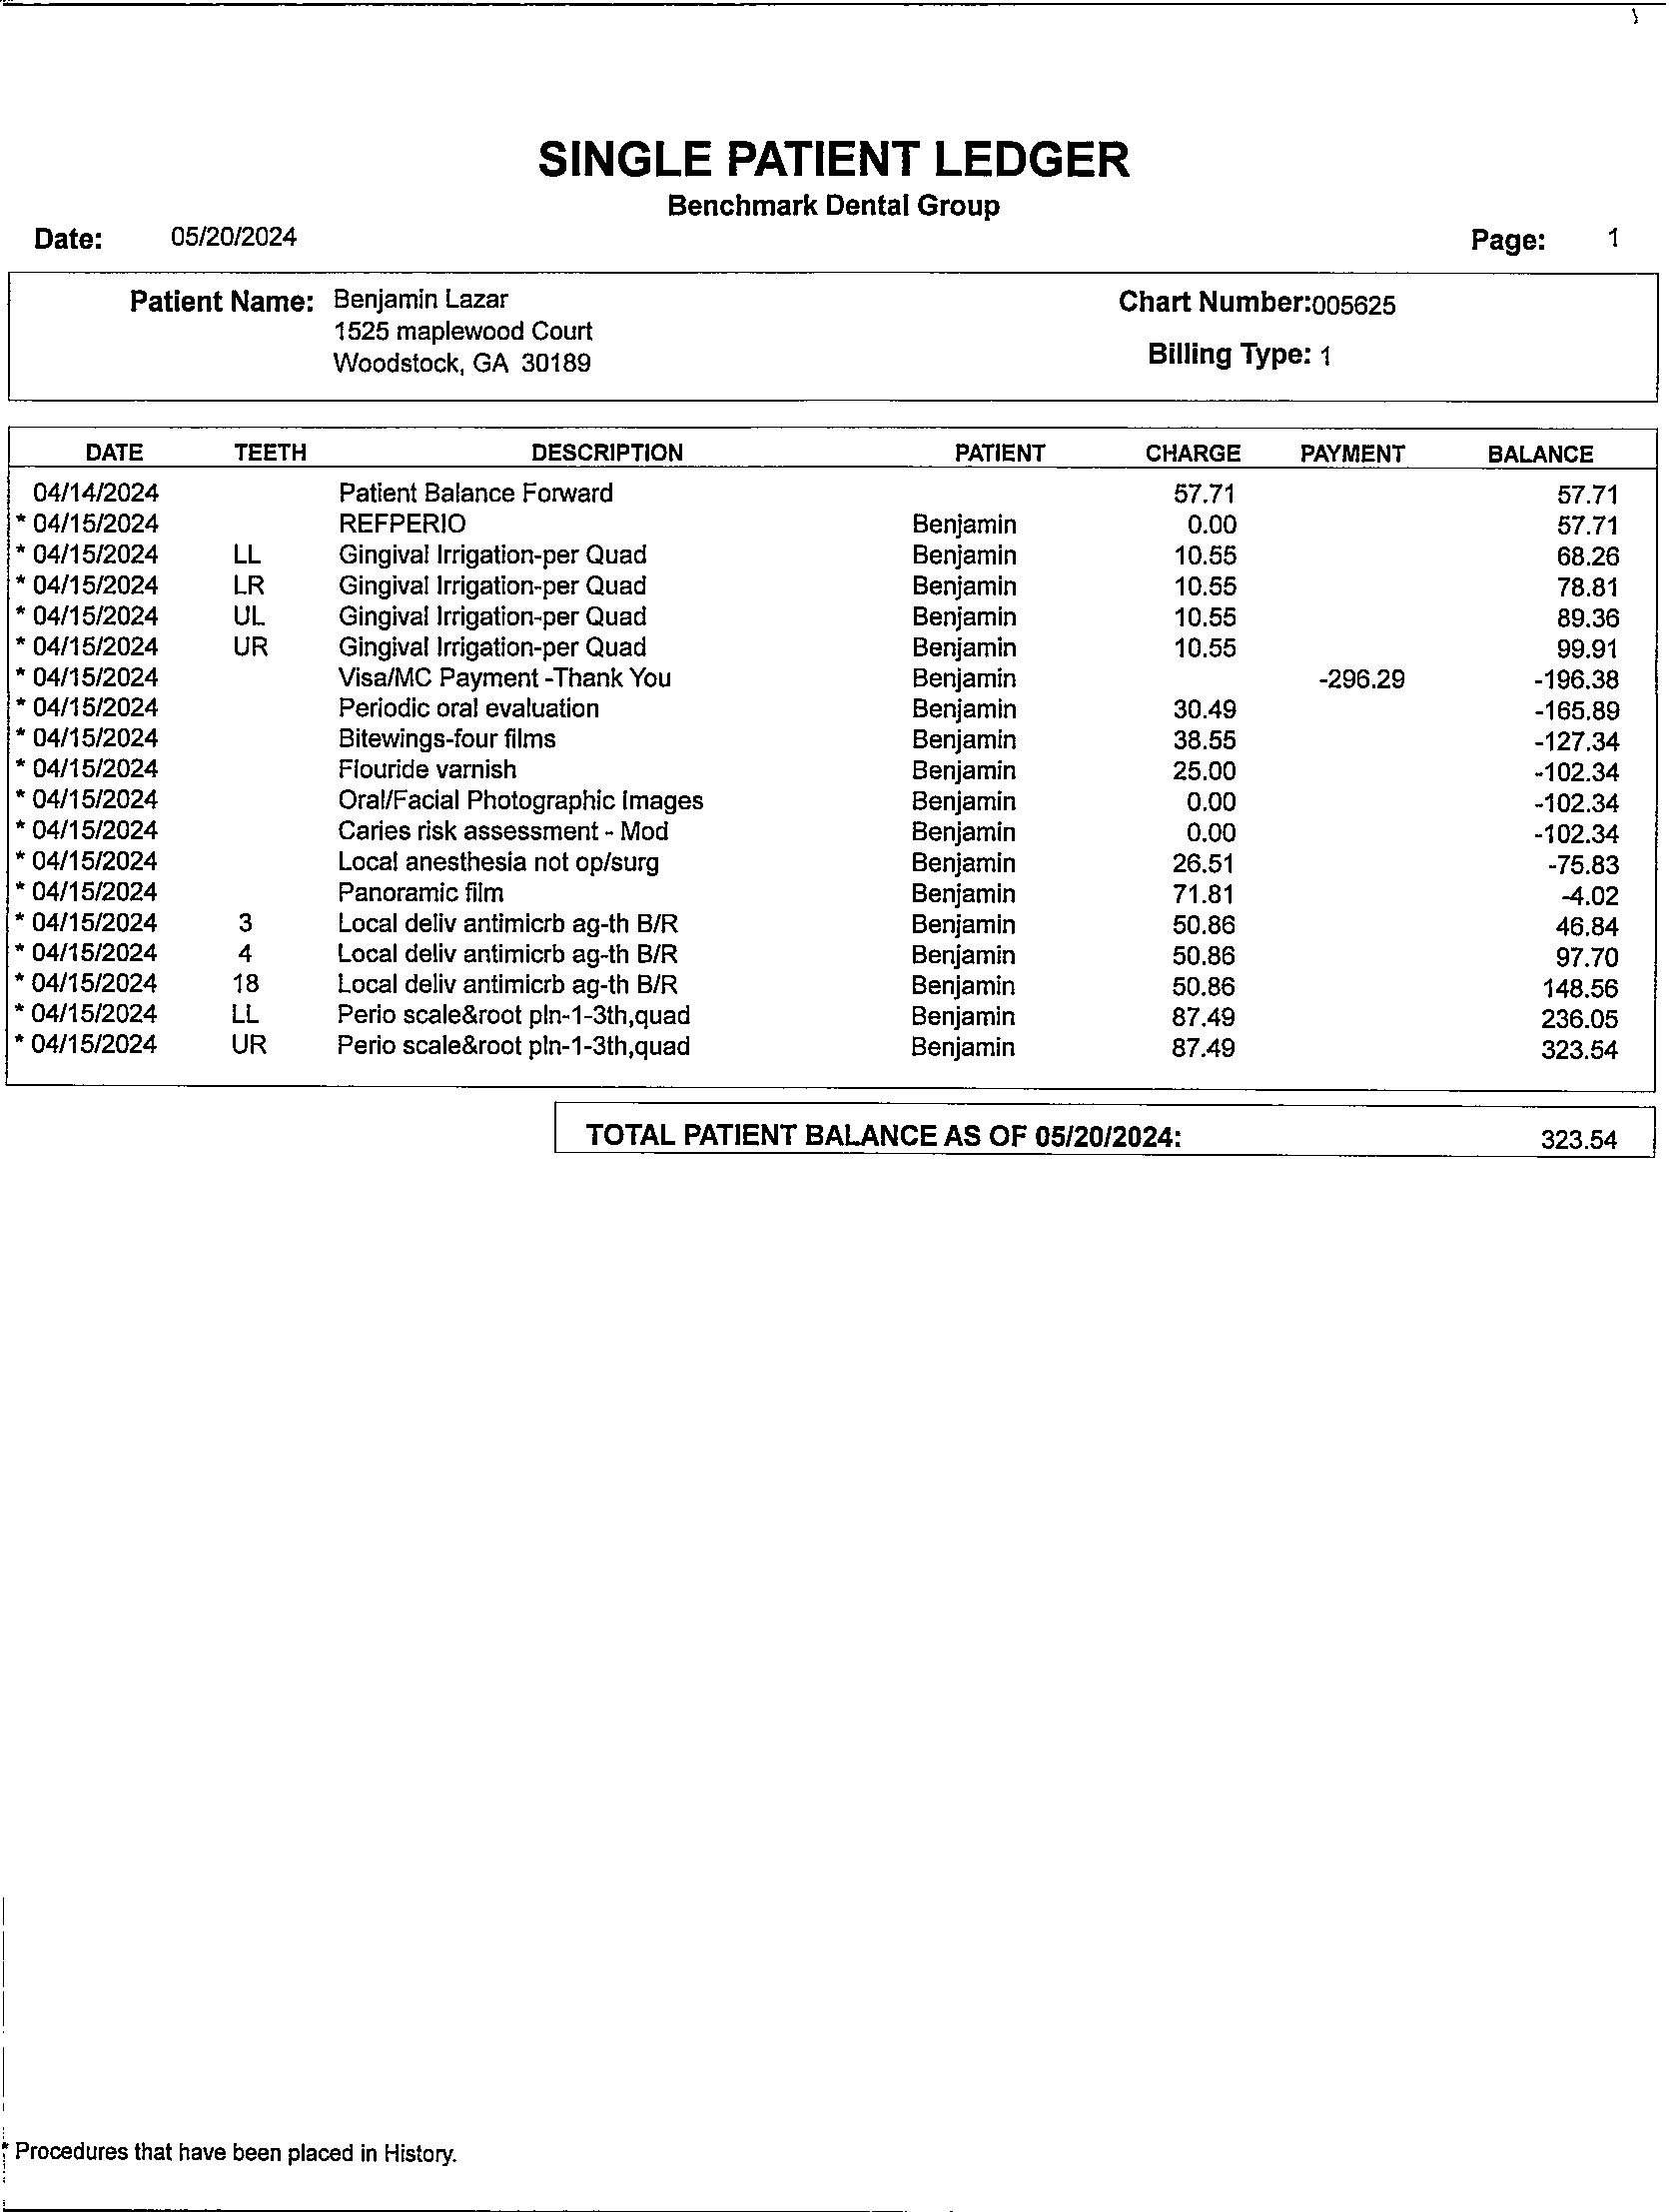 SINGLE PATIENT LEDGER
Benchmark Dental Group
Date: 05/20/2024 Page: 1
Patient Name: Benjamin Lazar Chart Number:005625
1525 maplewood Court
Woodstock, GA 30189 Billing Type: 1
DATE TEETH DESCRIPTION PATIENT CHARGE PAYMENT BALANCE
04/14/2024 Patient Balance Forward 57.71 57.71
* 04/15/2024 REFPERIO Benjamin 0.00 57.71
* 04/15/2024 LL Gingival Irrigation-per Quad Benjamin 10.55 68.26
* 04/15/2024 LR Gingival Irrigation-per Quad Benjamin 10.55 78.81
* 04/15/2024 UL Gingival Irrigation-per Quad Benjamin 10.55 89.36
* 04/15/2024 UR Gingival Irrigation-per Quad Benjamin 10.55 99.91
* 04/15/2024 Visa/MC Payment -Thank You Benjamin -296.29 -196.38
* 04/15/2024 Periodic oral evaluation Benjamin 30.49 -165.89
* 04/15/2024 Bitewings-four films Benjamin 38.55 -127.34
* 04/15/2024 Flouride varnish Benjamin 25.00 -102.34
* 04/15/2024 Oral/Facial Photographic Images Benjamin 0.00 -102.34
* 04/15/2024 Caries risk assessment - Mod Benjamin 0.00 -102.34
* 04/15/2024 Local anesthesia not op/surg Benjamin 26.51 -75.83
* 04/15/2024 Panoramic film Benjamin 71.81 -4.02
* 04/15/2024 3 Local deliv antimicrb ag-th B/R Benjamin 50.86 46.84
* 04/15/2024 4 Local deliv antimicrb ag-th B/R Benjamin 50.86 97.70
* 04/15/2024 18 Local deliv antimicrb ag-th B/R Benjamin 50.86 148.56
* 04/15/2024 LL Perio scale&root pln-1-3th,quad Benjamin 87.49 236.05
* 04/15/2024 UR Perio scale&root pln-1-3th,quad Benjamin 87.49 323.54
TOTAL PATIENT BALANCE AS OF 05/20/2024: 323.54
* Procedures that have been placed in History.